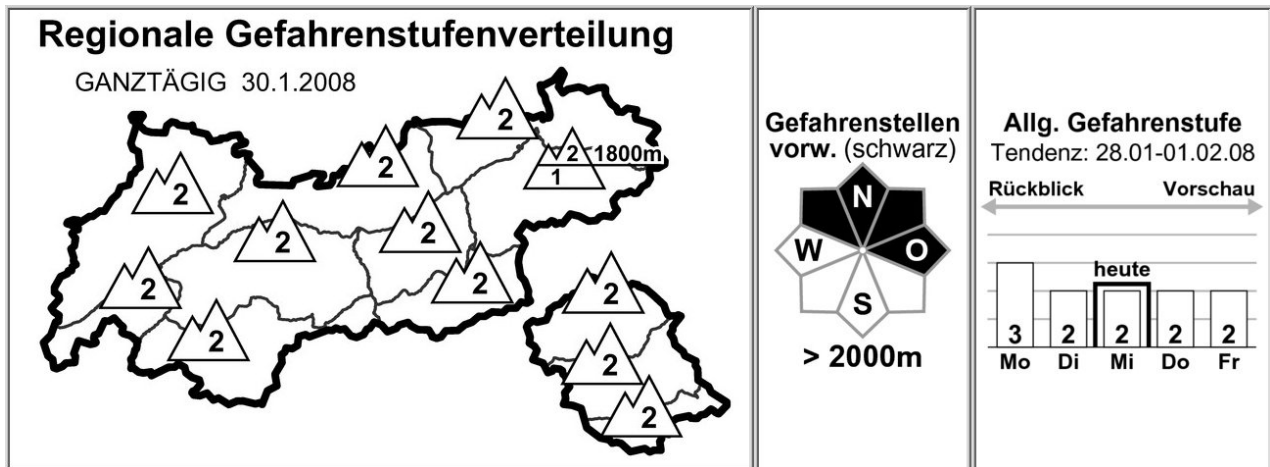 Regionale Gefahrenstufenverteilung
GANZTÄGIG 30.1.2008
2
2
2
1800m
1
2
2
2
2
2
2
2
2
2
2
Gefahrenstellen
vorw. (schwarz)
N
W
O
S
> 2000m
Allg. Gefahrenstufe
Tendenz: 28.01-01.02.08
Rückblick Vorschau
heute
3 2 2 2 2
Mo Di Mi Do Fr